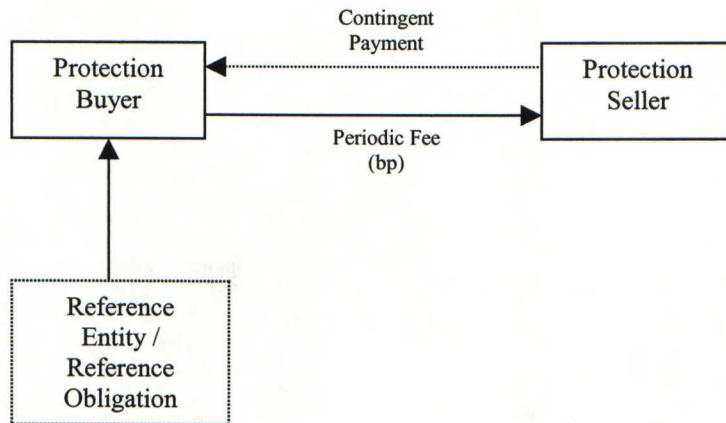 Contingent
Payment
Protection
Buyer
Protection
Seller
Periodic Fee
(bp)
Reference
Entity /
Reference
Obligation